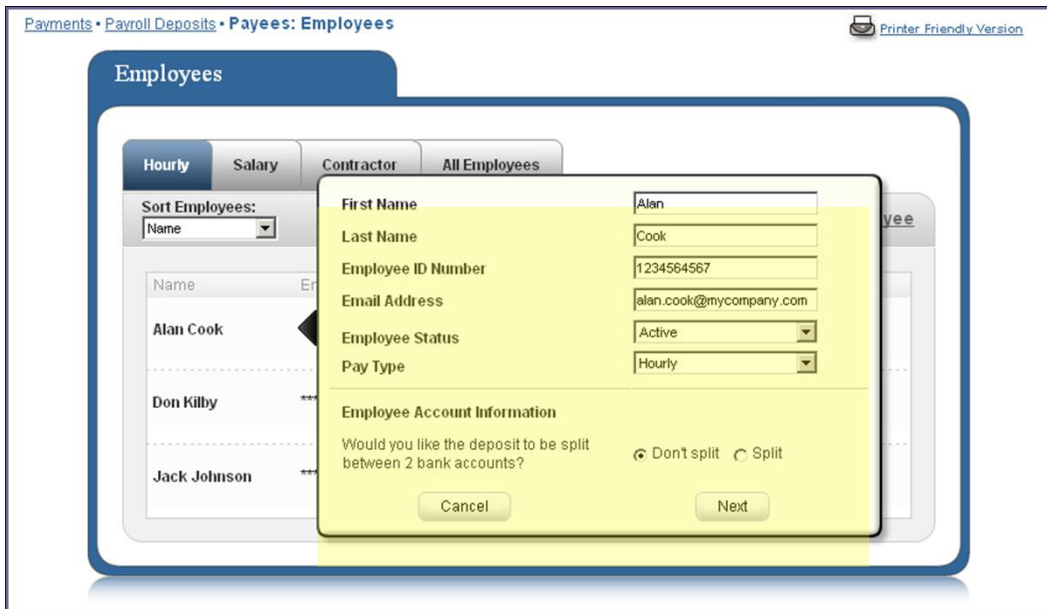 Payments • Payroll Deposits • Payees: Employees
Printer Friendly Version
Employees
Hourly Salary Contractor All Employees
Sort Employees:
Name
First Name Alan
Last Name Cook
Employee ID Number 1234564567
Email Address alan.cook@mycompany.com
Employee Status Active
Pay Type Hourly
Employee Account Information
Would you like the deposit to be split
between 2 bank accounts?
Don't split Split
Cancel Next
Name
Alan Cook
Don Kilby ***
Jack Johnson ***